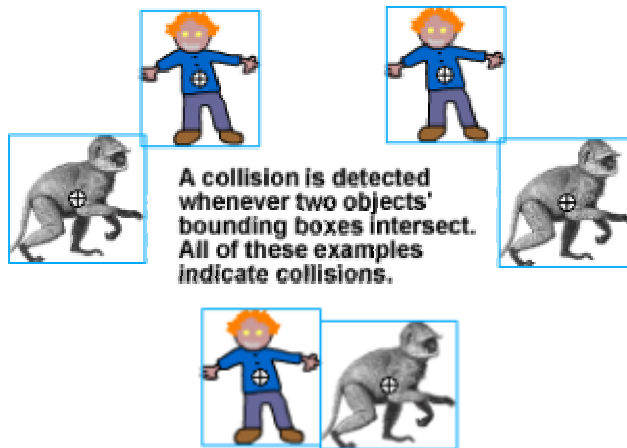 A collision is detected
whenever two objects'
bounding boxes intersect.
All of these examples
indicate collisions.